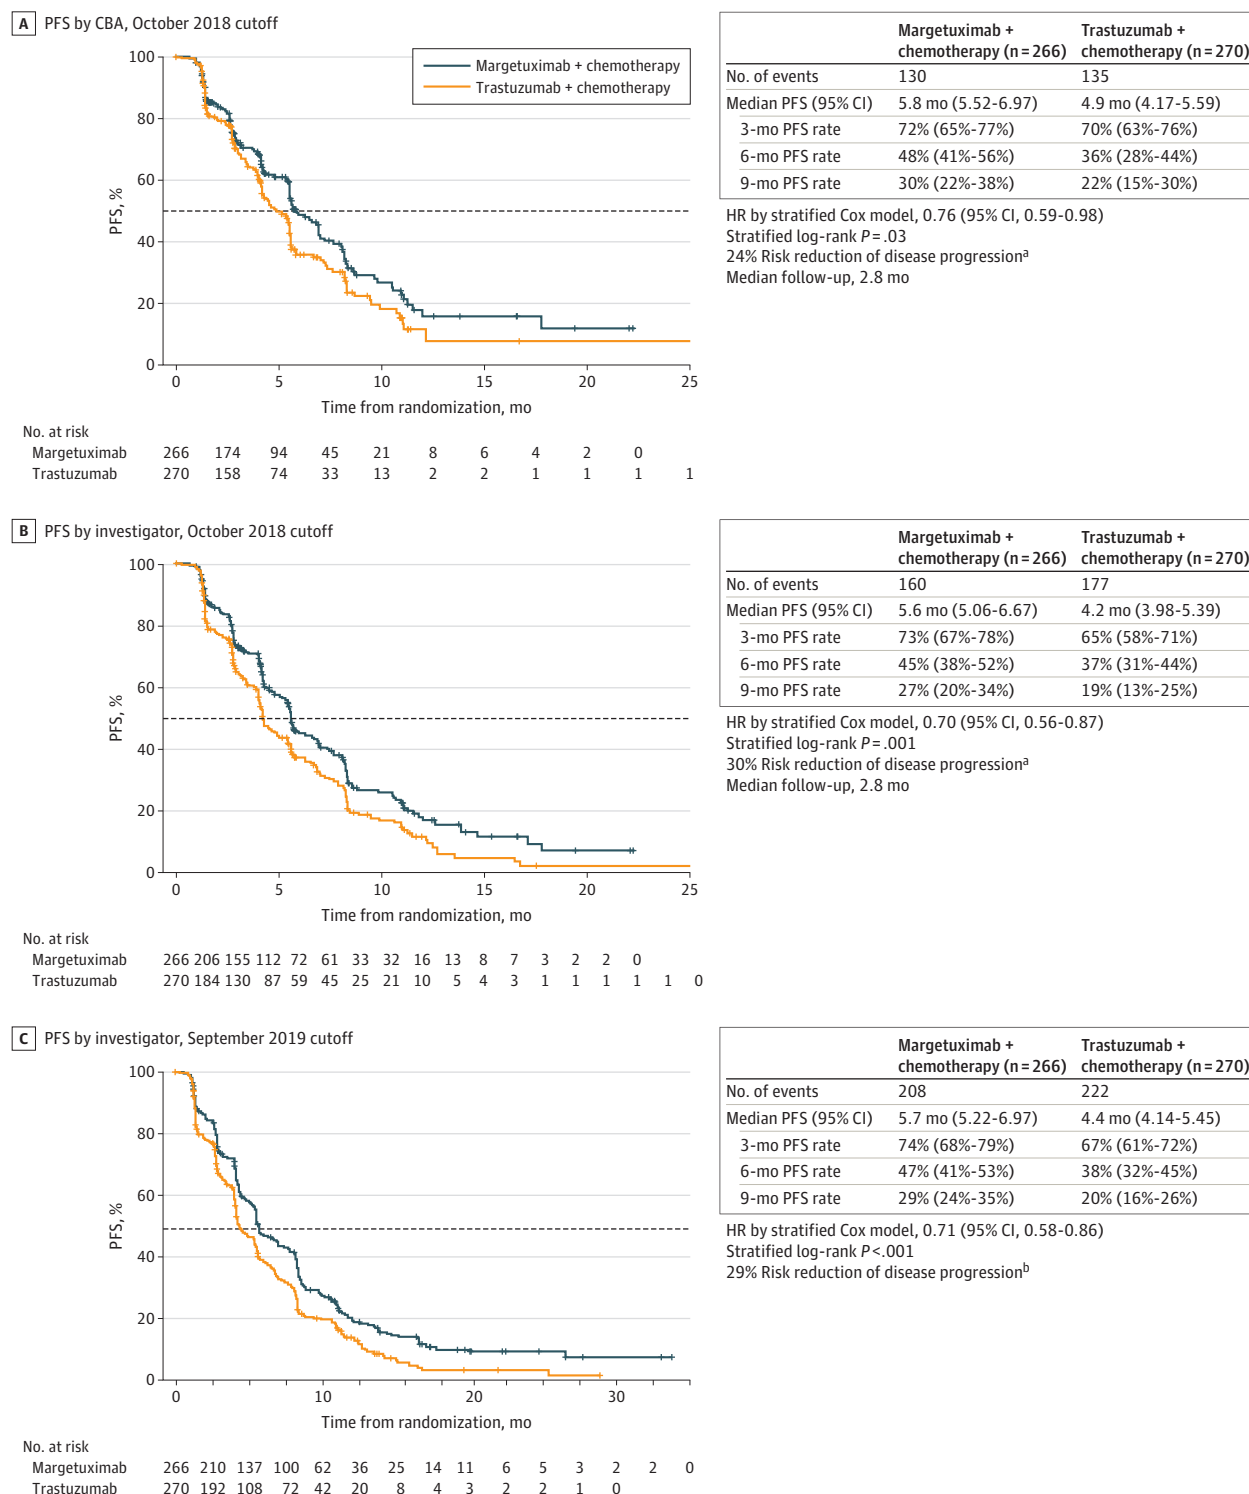 A PFS by CBA, October 2018 cutoff
100
80
60
40
20
0
PFS, %
Margetuximab + chemotherapy
Trastuzumab + chemotherapy
0 5 10 15 20 25
Time from randomization, mo
No. at risk
Margetuximab 266 174 94 45 21 8 6 4 2 0
Trastuzumab 270 158 74 33 13 2 2 1 1 1 1
Margetuximab + chemotherapy (n=266) Trastuzumab + chemotherapy (n=270)
No. of events 130 135
Median PFS (95% CI) 5.8 mo (5.52-6.97) 4.9 mo (4.17-5.59)
3-mo PFS rate 72% (65%-77%) 70% (63%-76%)
6-mo PFS rate 48% (41%-56%) 36% (28%-44%)
9-mo PFS rate 30% (22%-38%) 22% (15%-30%)
HR by stratified Cox model, 0.76 (95% CI, 0.59-0.98)
Stratified log-rank P=.03
24% Risk reduction of disease progressionᵃ
Median follow-up, 2.8 mo
B PFS by investigator, October 2018 cutoff
100
80
60
40
20
0
PFS, %
0 5 10 15 20 25
Time from randomization, mo
No. at risk
Margetuximab 266 206 155 112 72 61 33 32 16 13 8 7 3 2 2 0
Trastuzumab 270 184 130 87 59 45 25 21 10 5 4 3 1 1 1 1 1 0
Margetuximab + chemotherapy (n=266) Trastuzumab + chemotherapy (n=270)
No. of events 160 177
Median PFS (95% CI) 5.6 mo (5.06-6.67) 4.2 mo (3.98-5.39)
3-mo PFS rate 73% (67%-78%) 65% (58%-71%)
6-mo PFS rate 45% (38%-52%) 37% (31%-44%)
9-mo PFS rate 27% (20%-34%) 19% (13%-25%)
HR by stratified Cox model, 0.70 (95% CI, 0.56-0.87)
Stratified log-rank P=.001
30% Risk reduction of disease progressionᵃ
Median follow-up, 2.8 mo
C PFS by investigator, September 2019 cutoff
100
80
60
40
20
0
PFS, %
0 10 20 30
Time from randomization, mo
No. at risk
Margetuximab 266 210 137 100 62 36 25 14 11 6 5 3 2 2 0
Trastuzumab 270 192 108 72 42 20 8 4 3 2 2 1 0
Margetuximab + chemotherapy (n=266) Trastuzumab + chemotherapy (n=270)
No. of events 208 222
Median PFS (95% CI) 5.7 mo (5.22-6.97) 4.4 mo (4.14-5.45)
3-mo PFS rate 74% (68%-79%) 67% (61%-72%)
6-mo PFS rate 47% (41%-53%) 38% (32%-45%)
9-mo PFS rate 29% (24%-35%) 20% (16%-26%)
HR by stratified Cox model, 0.71 (95% CI, 0.58-0.86)
Stratified log-rank P<.001
29% Risk reduction of disease progressionᵇ